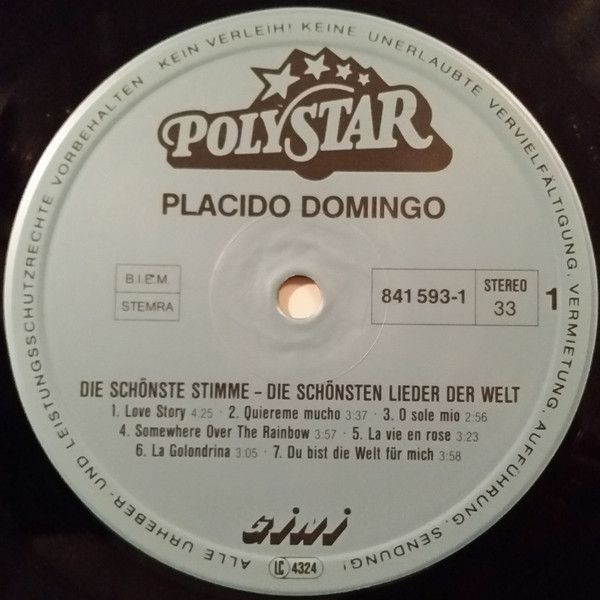 ALLE URHEBER- UND LEISTUNGSSCHUTZRECHTE VORBEHALTEN KEIN VERLEIH! KEINE UNERLAUBTE VERVIELFÄLTIGUNG, VERMIETUNG, AUFFÜHRUNG, SENDUNG!
POLYSTAR
PLACIDO DOMINGO
B.I.E.M.
STEMRA
841 593-1
STEREO
33
1
DIE SCHÖNSTE STIMME – DIE SCHÖNSTEN LIEDER DER WELT
1. Love Story 4:25 · 2. Quiereme mucho 3:37 · 3. O sole mio 2:56
4. Somewhere Over The Rainbow 3:57 · 5. La vie en rose 3:23
6. La Golondrina 3:05 · 7. Du bist die Welt für mich 3:58
LC 4324